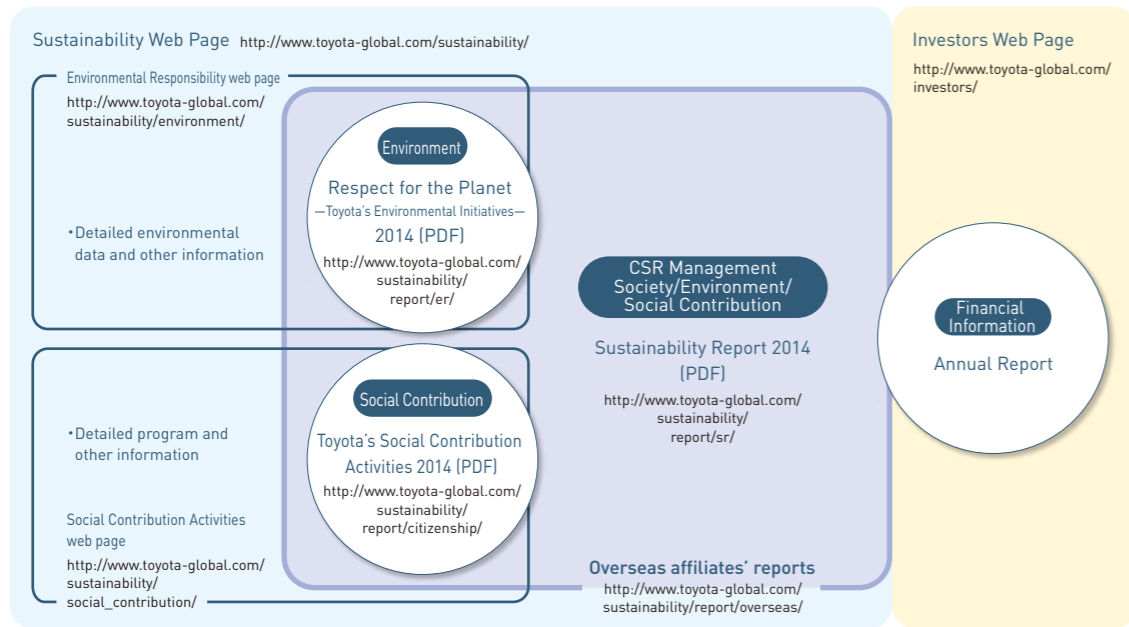 Sustainability Web Page http://www.toyota-global.com/sustainability/
Environmental Responsibility web page
http://www.toyota-global.com/
sustainability/environment/
・Detailed environmental
data and other information
Environment
Respect for the Planet
—Toyota's Environmental Initiatives—
2014 (PDF)
http://www.toyota-global.com/
sustainability/
report/er/
・Detailed program and
other information
Social Contribution Activities
web page
http://www.toyota-global.com/
sustainability/
social_contribution/
Social Contribution
Toyota's Social Contribution
Activities 2014 (PDF)
http://www.toyota-global.com/
sustainability/
report/citizenship/
CSR Management
Society/Environment/
Social Contribution
Sustainability Report 2014
(PDF)
http://www.toyota-global.com/
sustainability/
report/sr/
Overseas affiliates' reports
http://www.toyota-global.com/
sustainability/report/overseas/
Investors Web Page
http://www.toyota-global.com/
investors/
Financial
Information
Annual Report